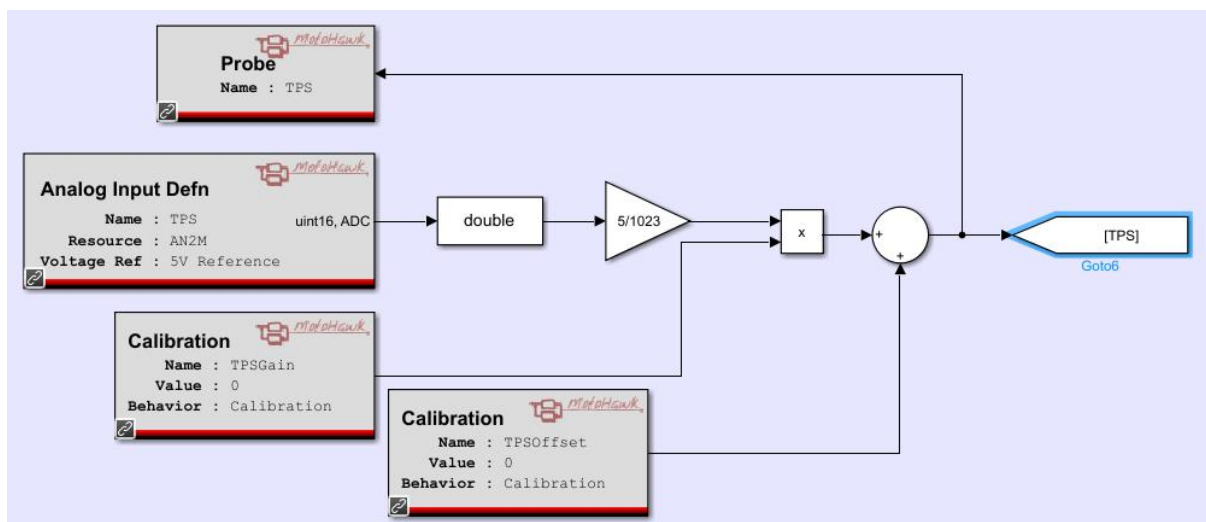 MotoHawk
Probe
Name : TPS
MotoHawk
Analog Input Defn
Name : TPS
Resource : AN2M
Voltage Ref : 5V Reference
uint16, ADC
double
5/1023
x
+
+
[TPS]
Goto6
MotoHawk
Calibration
Name : TPSGain
Value : 0
Behavior : Calibration
MotoHawk
Calibration
Name : TPSOffset
Value : 0
Behavior : Calibration